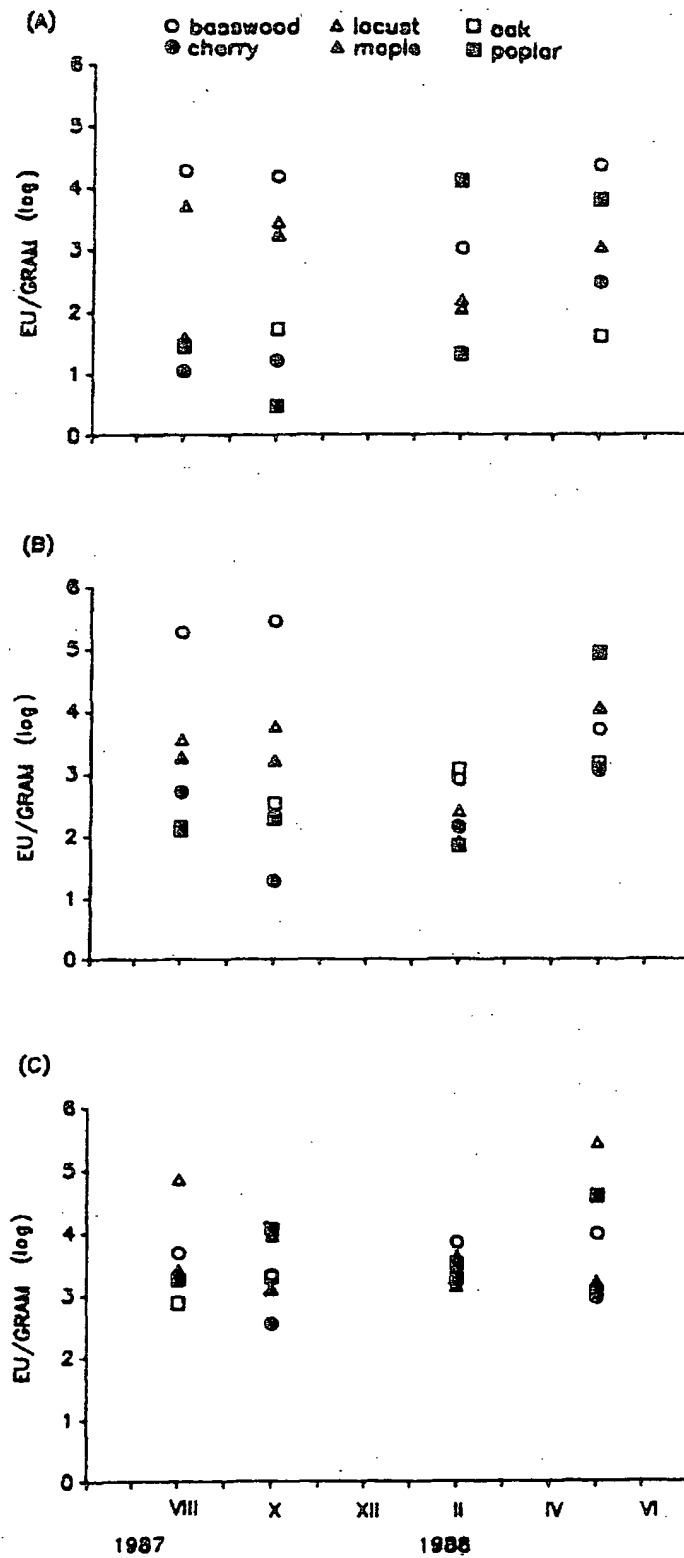 (A)
basswood locust oak
cherry maple poplar
6
5
4
3
2
1
0
EU/GRAM (log)
(B)
6
5
4
3
2
1
0
EU/GRAM (log)
(C)
6
5
4
3
2
1
0
EU/GRAM (log)
VIII X XII II IV VI
1987 1988